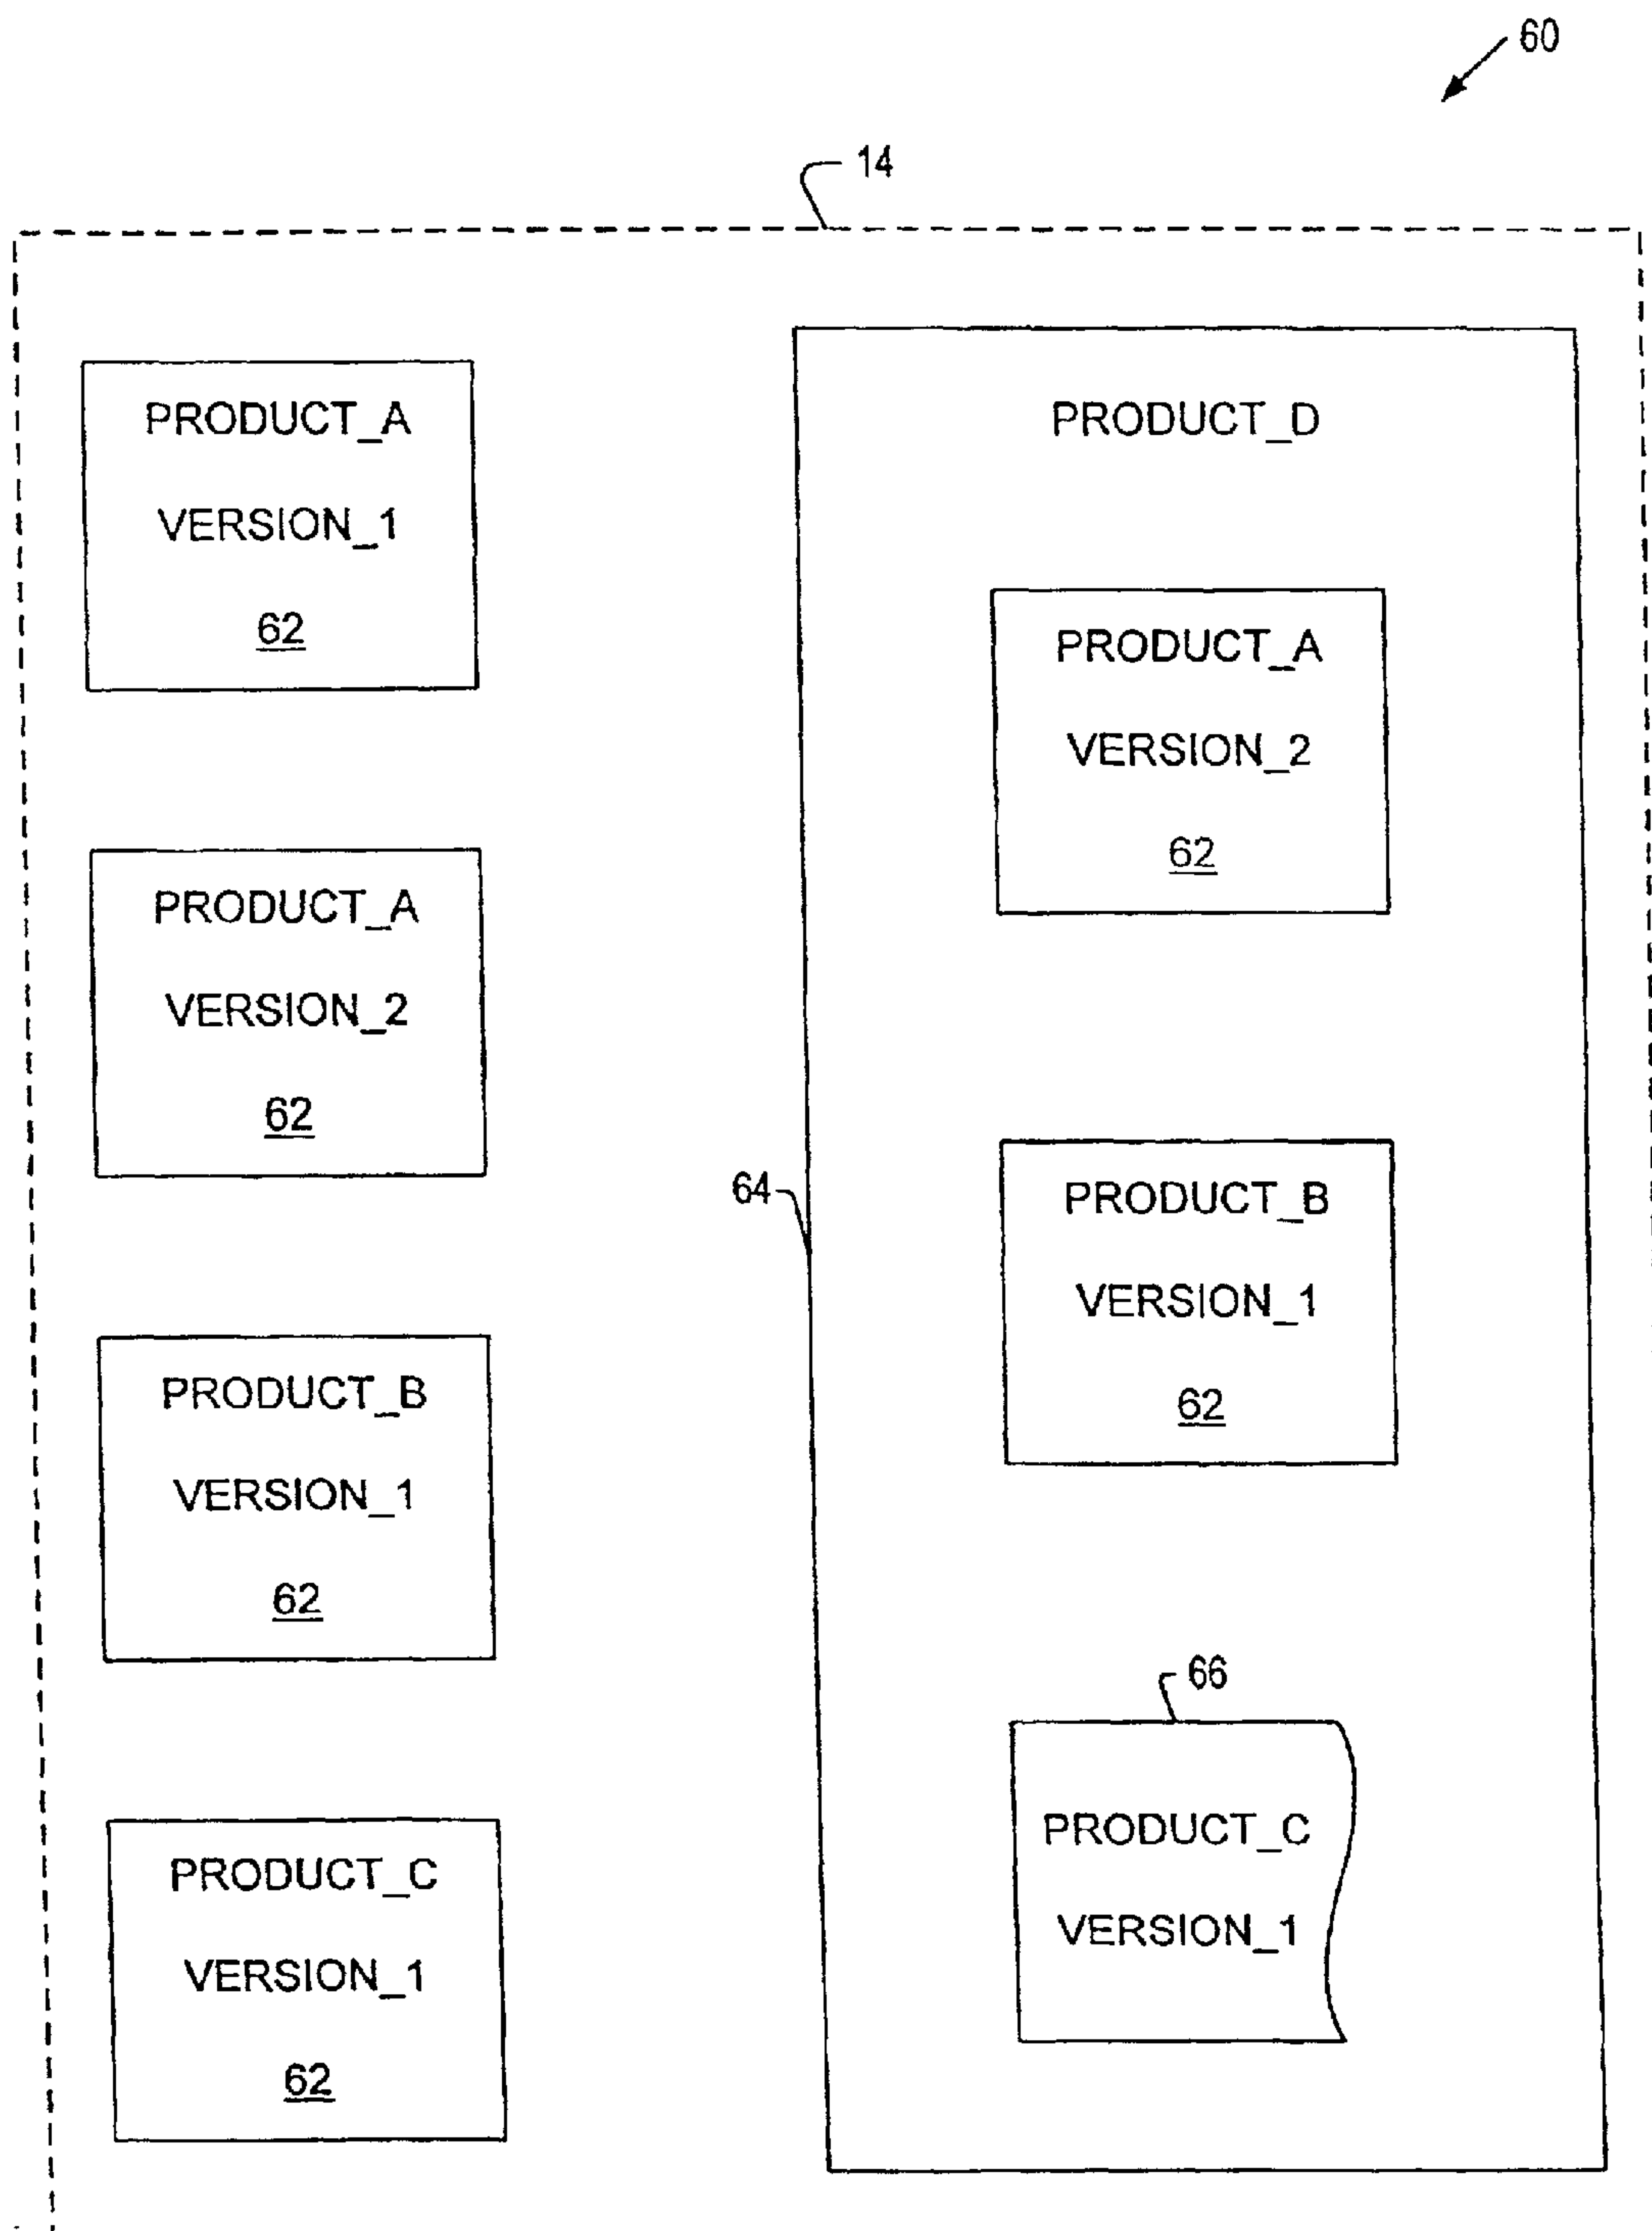 60
14
PRODUCT_A
VERSION_1
62
PRODUCT_A
VERSION_2
62
PRODUCT_B
VERSION_1
62
PRODUCT_C
VERSION_1
62
64
PRODUCT_D
PRODUCT_A
VERSION_2
62
PRODUCT_B
VERSION_1
62
66
PRODUCT_C
VERSION_1